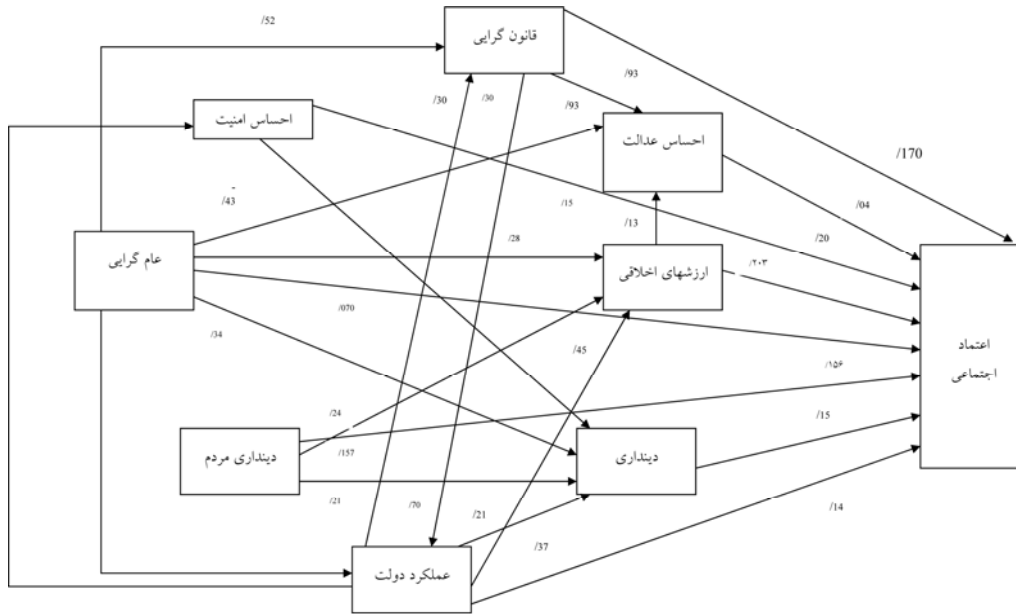 /52
قانون گرایی
/30
/30
/93
/93
احساس امنیت
احساس عدالت
/170
/43
-
/15
/13
/04
/20
عام گرایی
/28
ارزشهای اخلاقی
/۲۰۳
/34
/070
/45
اعتماد
اجتماعی
/۱۵۶
/24
/15
دینداری مردم
/157
دینداری
/21
/70
/21
/14
/37
عملکرد دولت